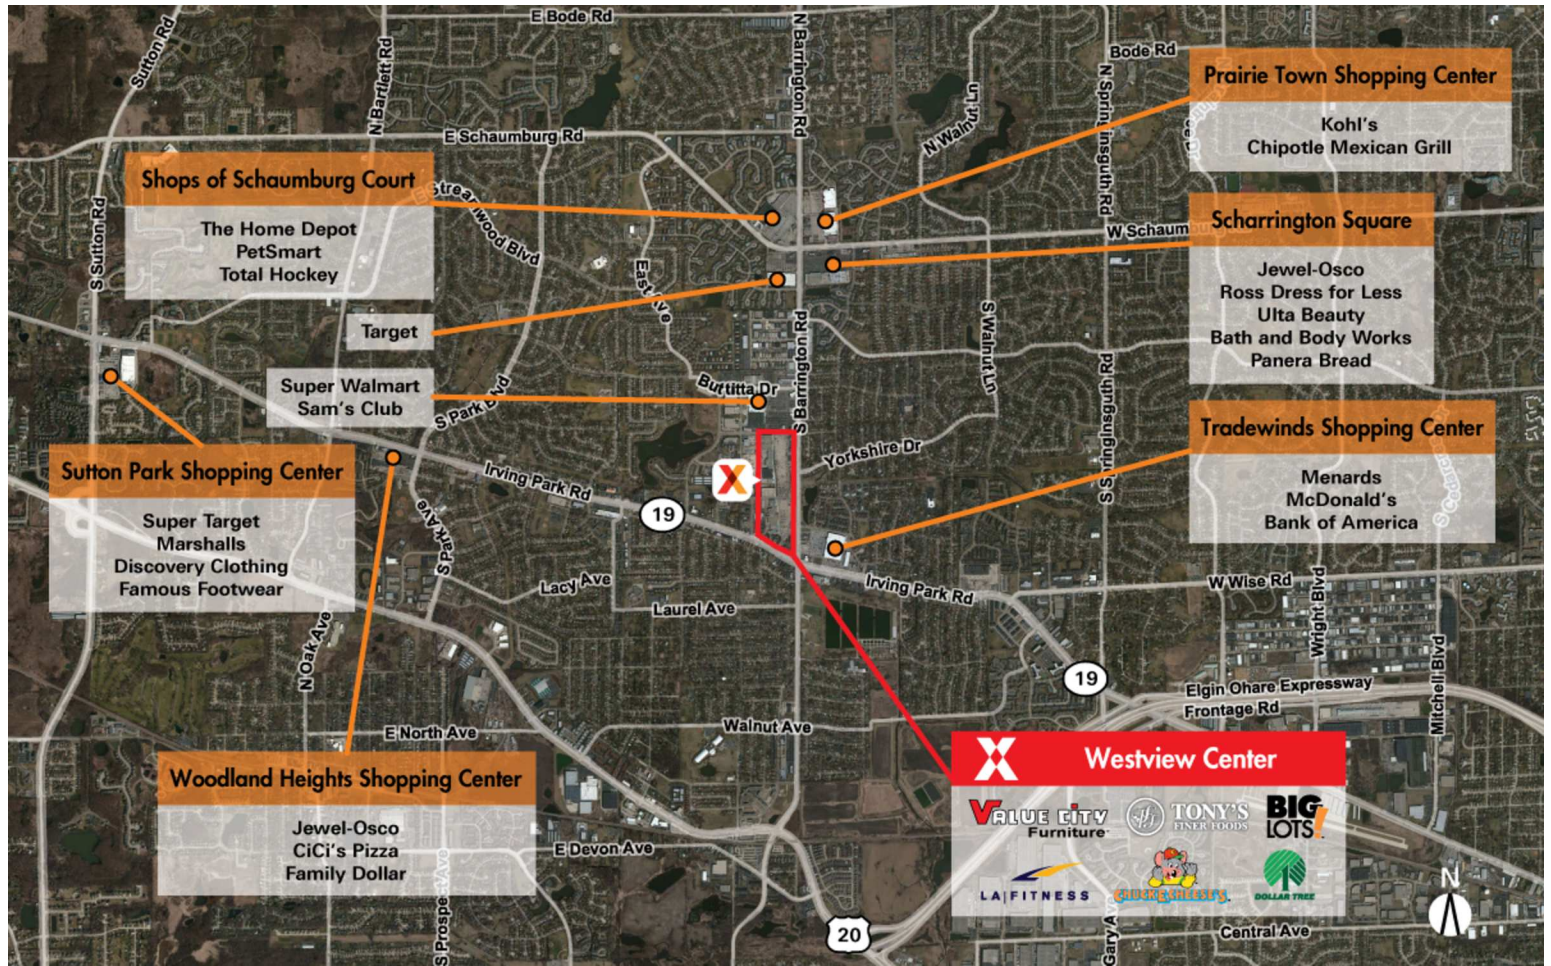 E Bode Rd
Sutton Rd
N Bartlett Rd
N Barrington Rd
Bode Rd
N Walnut Ln
N Springinsguth Rd
E Schaumburg Rd
Prairie Town Shopping Center
Kohl's
Chipotle Mexican Grill
Shops of Schaumburg Court
The Home Depot
PetSmart
Total Hockey
E Streamwood Blvd
S Sutton Rd
W Schaum
Scharrington Square
Jewel-Osco
Ross Dress for Less
Ulta Beauty
Bath and Body Works
Panera Bread
East Ave
Target
S Barrington Rd
S Walnut Ln
Super Walmart
Sam's Club
Buttitta Dr
S Park Blvd
S Springinsguth Rd
Tradewinds Shopping Center
Menards
McDonald's
Bank of America
Yorkshire Dr
Sutton Park Shopping Center
Super Target
Marshalls
Discovery Clothing
Famous Footwear
Irving Park Rd
X
19
S Park Ave
Lacy Ave
Laurel Ave
Irving Park Rd
W Wise Rd
Wright Blvd
Mitchell Blvd
N Oak Ave
19
Elgin Ohare Expressway
Frontage Rd
E North Ave
Walnut Ave
Woodland Heights Shopping Center
Jewel-Osco
CiCi's Pizza
Family Dollar
S Prospect Ave
E Devon Ave
X Westview Center
VALUE CITY
Furniture
TONY'S
FINER FOODS
BIG
LOTS!
LA|FITNESS
CHUCK E. CHEESE'S
DOLLAR TREE
20
Gary Av
Central Ave
N